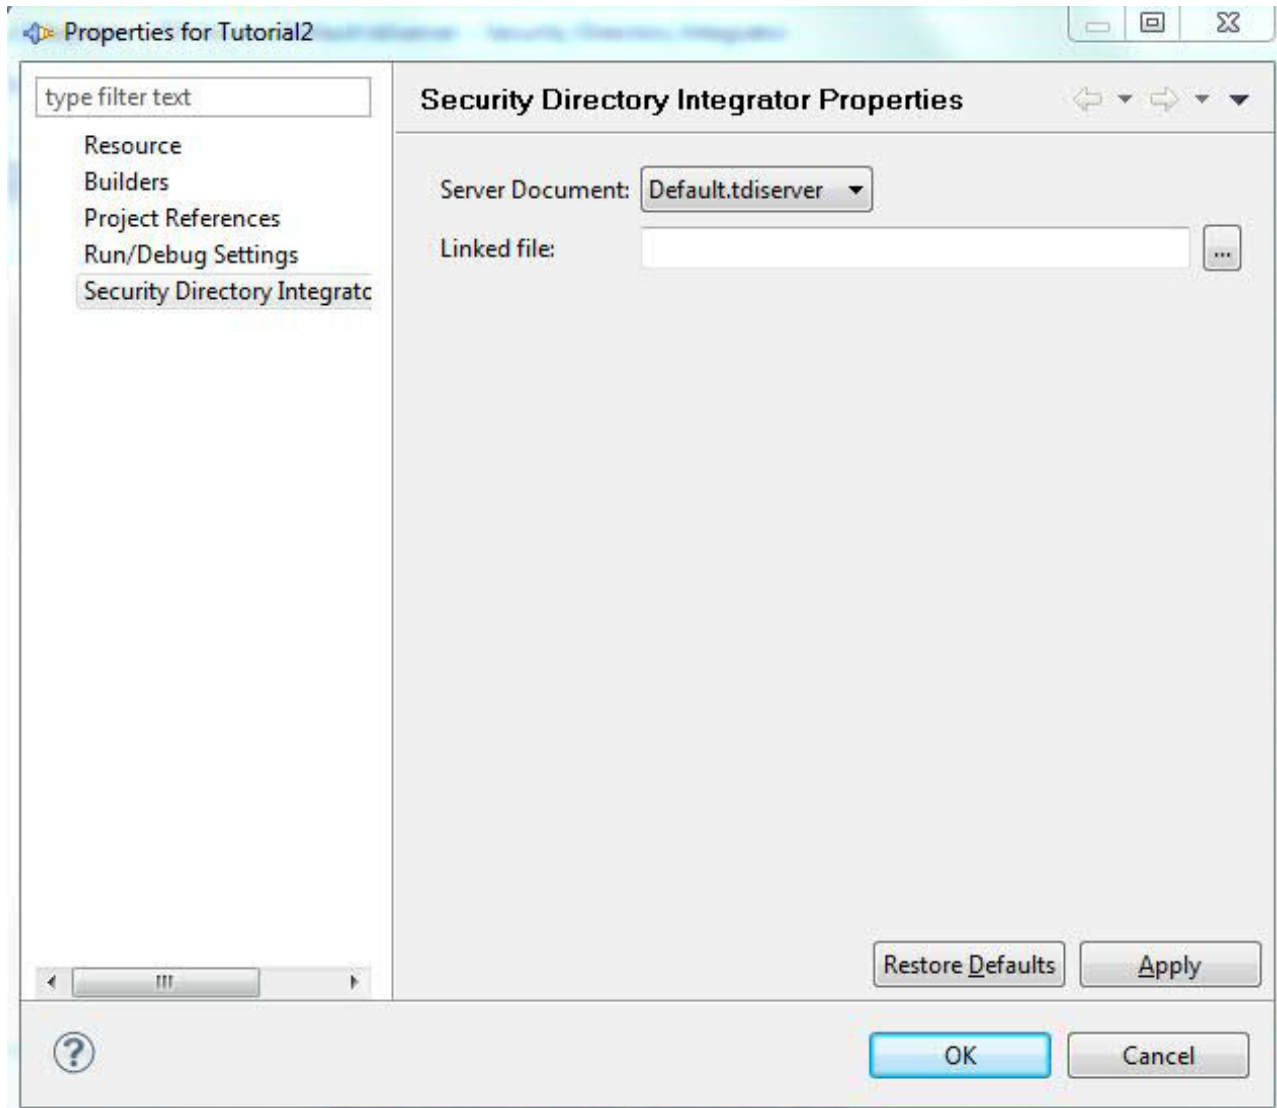 Properties for Tutorial2
type filter text
Resource
Builders
Project References
Run/Debug Settings
Security Directory Integratc
Security Directory Integrator Properties
Server Document: Default.tdiserver
Linked file:
...
Restore Defaults Apply
?
OK Cancel